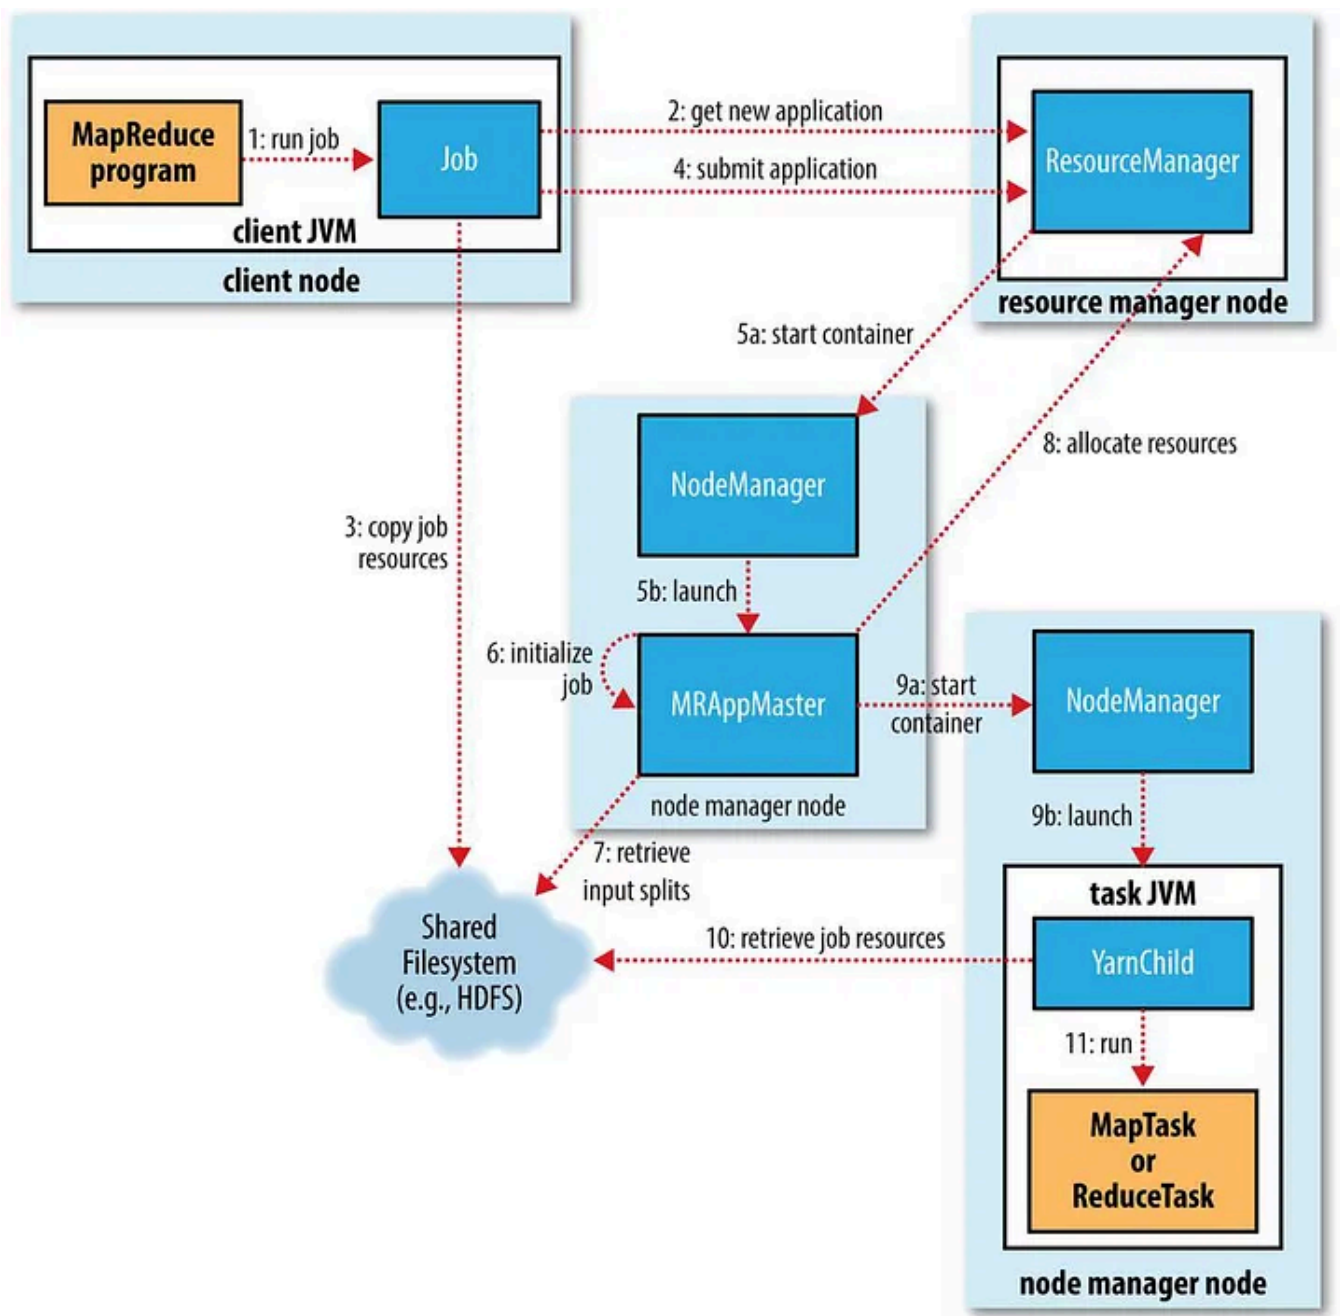 MapReduce
program
1: run job
Job
client JVM
client node
2: get new application
4: submit application
ResourceManager
resource manager node
5a: start container
8: allocate resources
3: copy job
resources
NodeManager
5b: launch
6: initialize
job
MRAppMaster
node manager node
9a: start
container
NodeManager
9b: launch
7: retrieve
input splits
task JVM
Shared
Filesystem
(e.g., HDFS)
10: retrieve job resources
YarnChild
11: run
MapTask
or
ReduceTask
node manager node